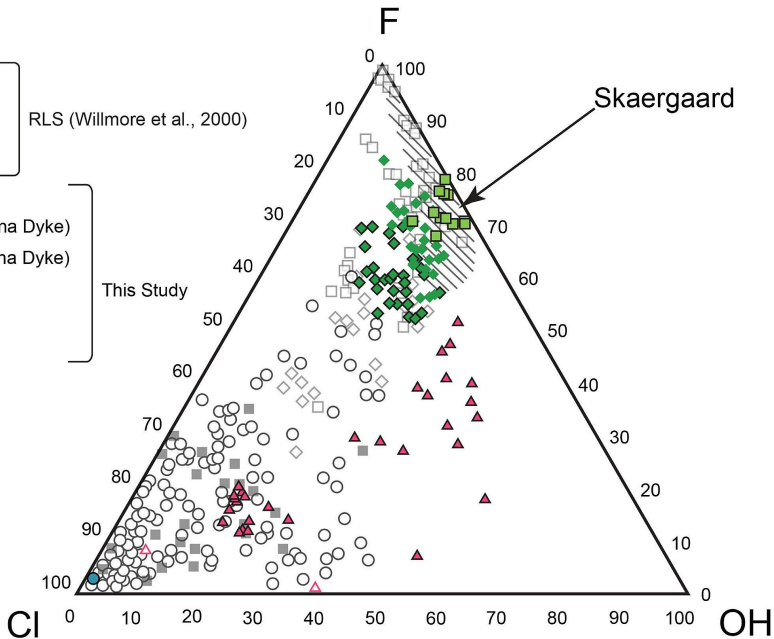 F
0 100
10 90
20 80
30 70
40 60
50 50
60 40
70 30
80 20
90 10
100 0
0 10 20 30 40 50 60 70 80 90 100
Cl OH
Skaergaard
RLS (Willmore et al., 2000)
na Dyke)
na Dyke)
This Study